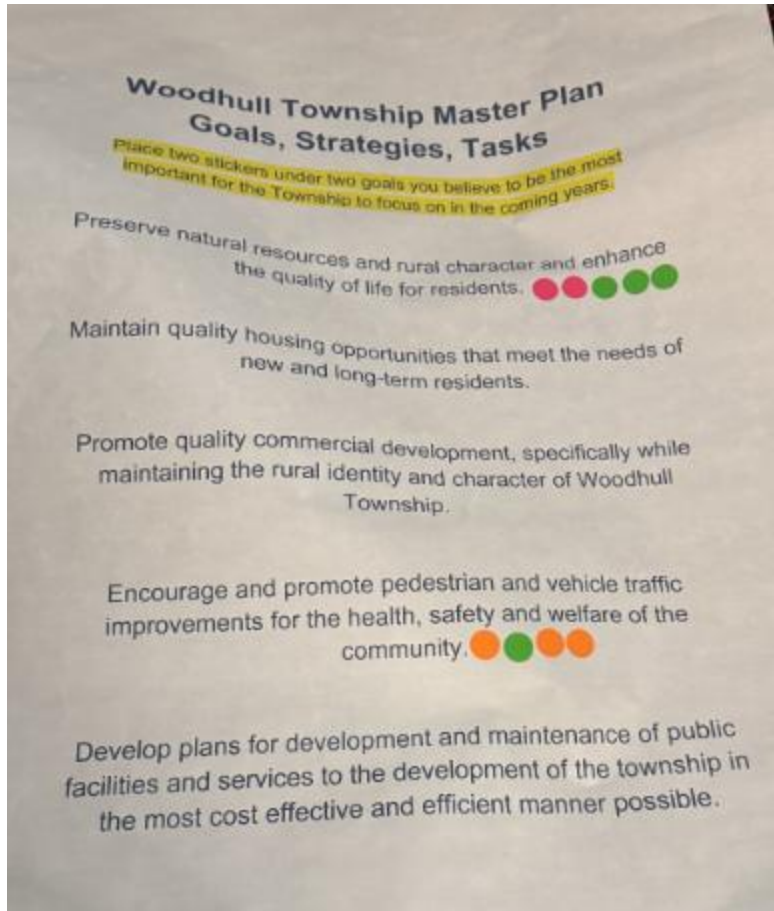 Woodhull Township Master Plan
Goals, Strategies, Tasks
Place two stickers under two goals you believe to be the most
important for the Township to focus on in the coming years.
Preserve natural resources and rural character and enhance
the quality of life for residents.
Maintain quality housing opportunities that meet the needs of
new and long-term residents.
Promote quality commercial development, specifically while
maintaining the rural identity and character of Woodhull
Township.
Encourage and promote pedestrian and vehicle traffic
improvements for the health, safety and welfare of the
community.
Develop plans for development and maintenance of public
facilities and services to the development of the township in
the most cost effective and efficient manner possible.